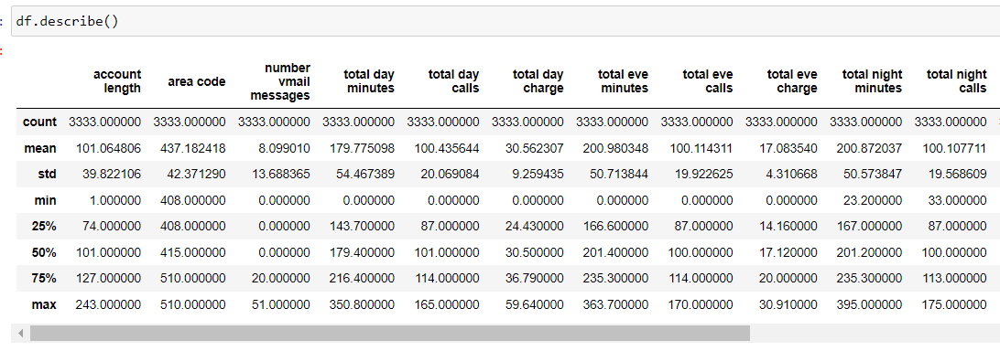 df.describe()
account length area code number vmail messages total day minutes total day calls total day charge total eve minutes total eve calls total eve charge total night minutes total night calls
count 3333.000000 3333.000000 3333.000000 3333.000000 3333.000000 3333.000000 3333.000000 3333.000000 3333.000000 3333.000000 3333.000000
mean 101.064806 437.182418 8.099010 179.775098 100.435644 30.562307 200.980348 100.114311 17.083540 200.872037 100.107711
std 39.822106 42.371290 13.688365 54.467389 20.069084 9.259435 50.713844 19.922625 4.310668 50.573847 19.568609
min 1.000000 408.000000 0.000000 0.000000 0.000000 0.000000 0.000000 0.000000 0.000000 23.200000 33.000000
25% 74.000000 408.000000 0.000000 143.700000 87.000000 24.430000 166.600000 87.000000 14.160000 167.000000 87.000000
50% 101.000000 415.000000 0.000000 179.400000 101.000000 30.500000 201.400000 100.000000 17.120000 201.200000 100.000000
75% 127.000000 510.000000 20.000000 216.400000 114.000000 36.790000 235.300000 114.000000 20.000000 235.300000 113.000000
max 243.000000 510.000000 51.000000 350.800000 165.000000 59.640000 363.700000 170.000000 30.910000 395.000000 175.000000